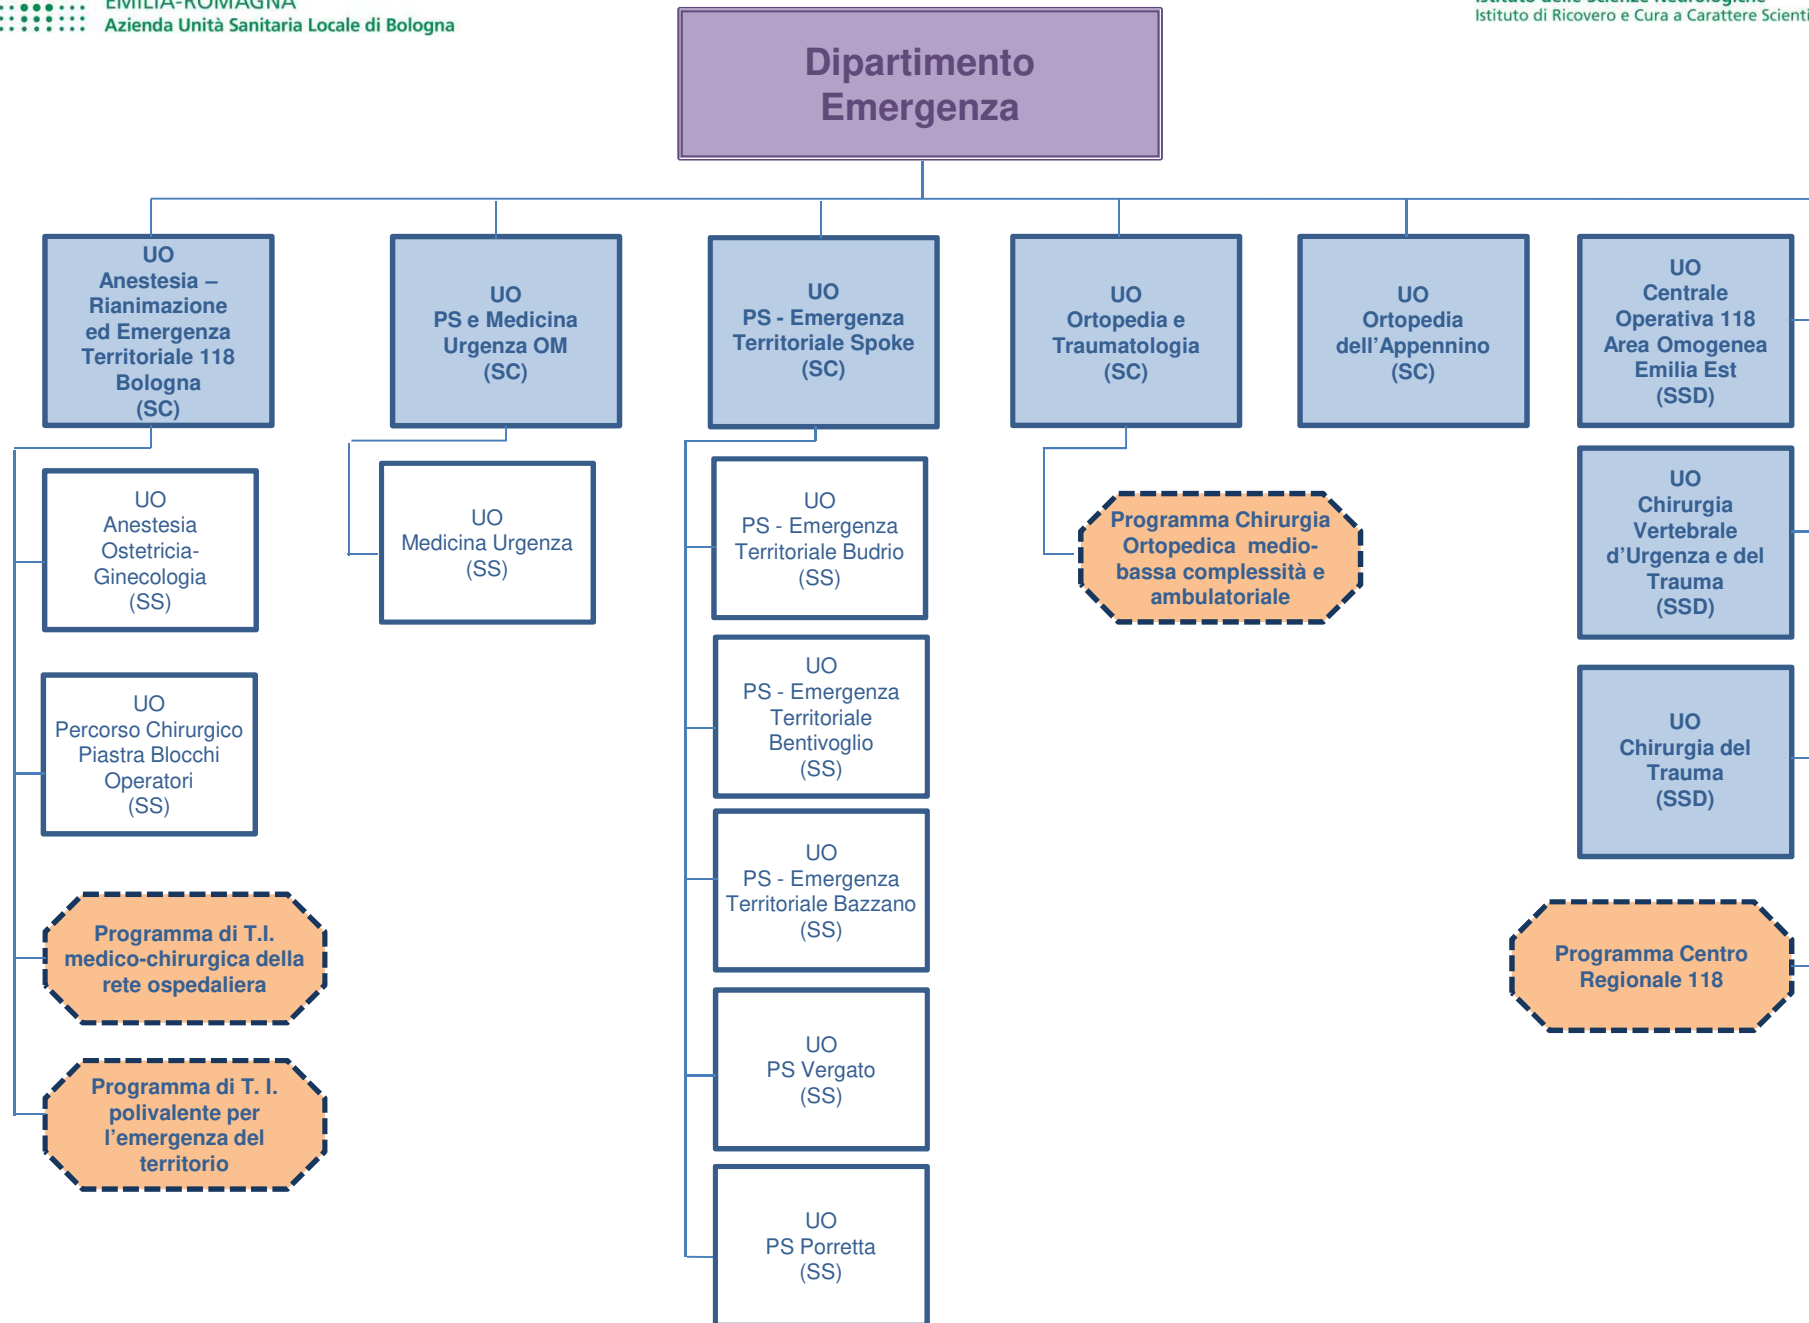 EMILIA-ROMAGNA
Azienda Unità Sanitaria Locale di Bologna
Istituto delle Scienze Neurologiche
Istituto di Ricovero e Cura a Carattere Scienti
Dipartimento
Emergenza
UO
Anestesia –
Rianimazione
ed Emergenza
Territoriale 118
Bologna
(SC)
UO
PS e Medicina
Urgenza OM
(SC)
UO
PS - Emergenza
Territoriale Spoke
(SC)
UO
Ortopedia e
Traumatologia
(SC)
UO
Ortopedia
dell'Appennino
(SC)
UO
Centrale
Operativa 118
Area Omogenea
Emilia Est
(SSD)
UO
Anestesia
Ostetricia-
Ginecologia
(SS)
UO
Percorso Chirurgico
Piastra Blocchi
Operatori
(SS)
Programma di T.I.
medico-chirurgica della
rete ospedaliera
Programma di T. I.
polivalente per
l'emergenza del
territorio
UO
Medicina Urgenza
(SS)
UO
PS - Emergenza
Territoriale Budrio
(SS)
UO
PS - Emergenza
Territoriale
Bentivoglio
(SS)
UO
PS - Emergenza
Territoriale Bazzano
(SS)
UO
PS Vergato
(SS)
UO
PS Porretta
(SS)
Programma Chirurgia
Ortopedica medio-
bassa complessità e
ambulatoriale
UO
Chirurgia
Vertebrale
d'Urgenza e del
Trauma
(SSD)
UO
Chirurgia del
Trauma
(SSD)
Programma Centro
Regionale 118